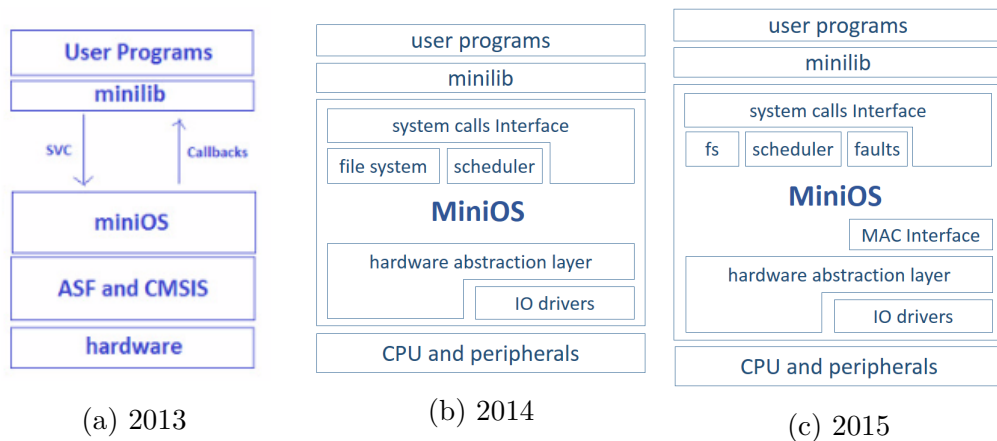 User Programs
minilib
SVC
Callbacks
miniOS
ASF and CMSIS
hardware
(a) 2013
user programs
minilib
system calls Interface
file system
scheduler
MiniOS
hardware abstraction layer
IO drivers
CPU and peripherals
(b) 2014
user programs
minilib
system calls Interface
fs
scheduler
faults
MiniOS
MAC Interface
hardware abstraction layer
IO drivers
CPU and peripherals
(c) 2015